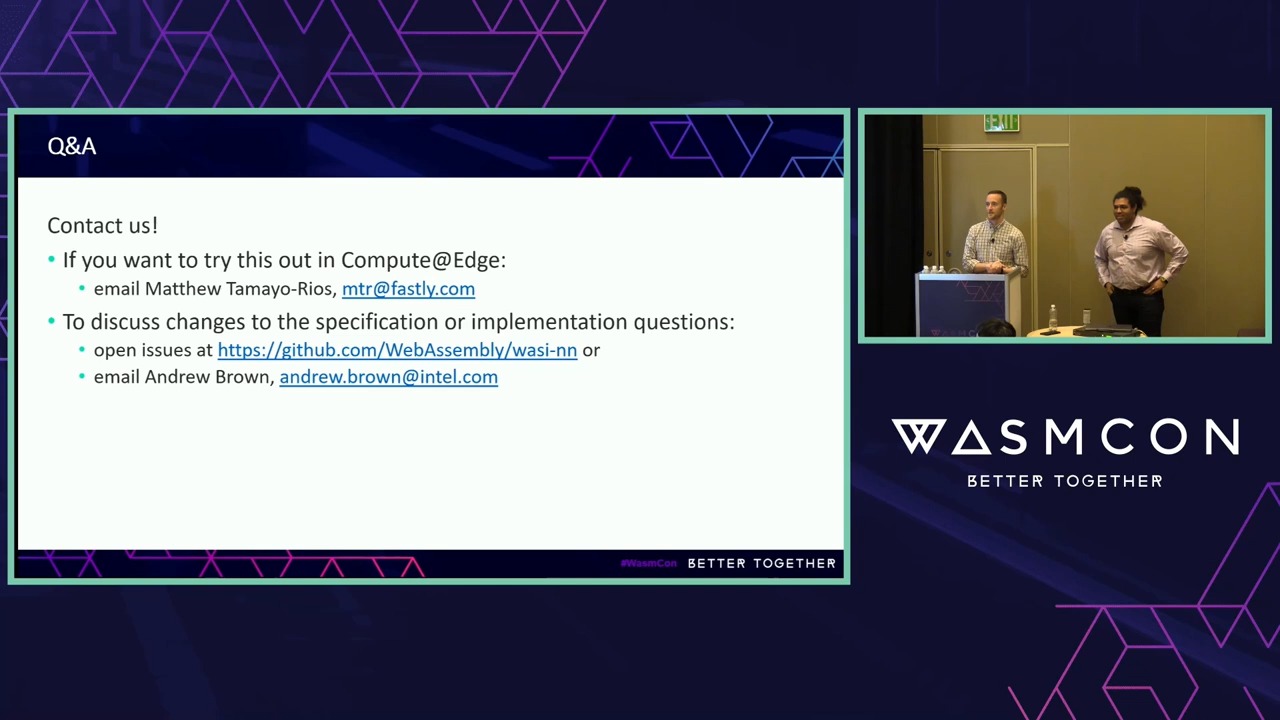 Q&A
Contact us!
• If you want to try this out in Compute@Edge:
• email Matthew Tamayo-Rios, mtr@fastly.com
• To discuss changes to the specification or implementation questions:
• open issues at https://github.com/WebAssembly/wasi-nn or
• email Andrew Brown, andrew.brown@intel.com
#WasmCon BETTER TOGETHER
EXIT
WASMCON
BETTER TOGETHER